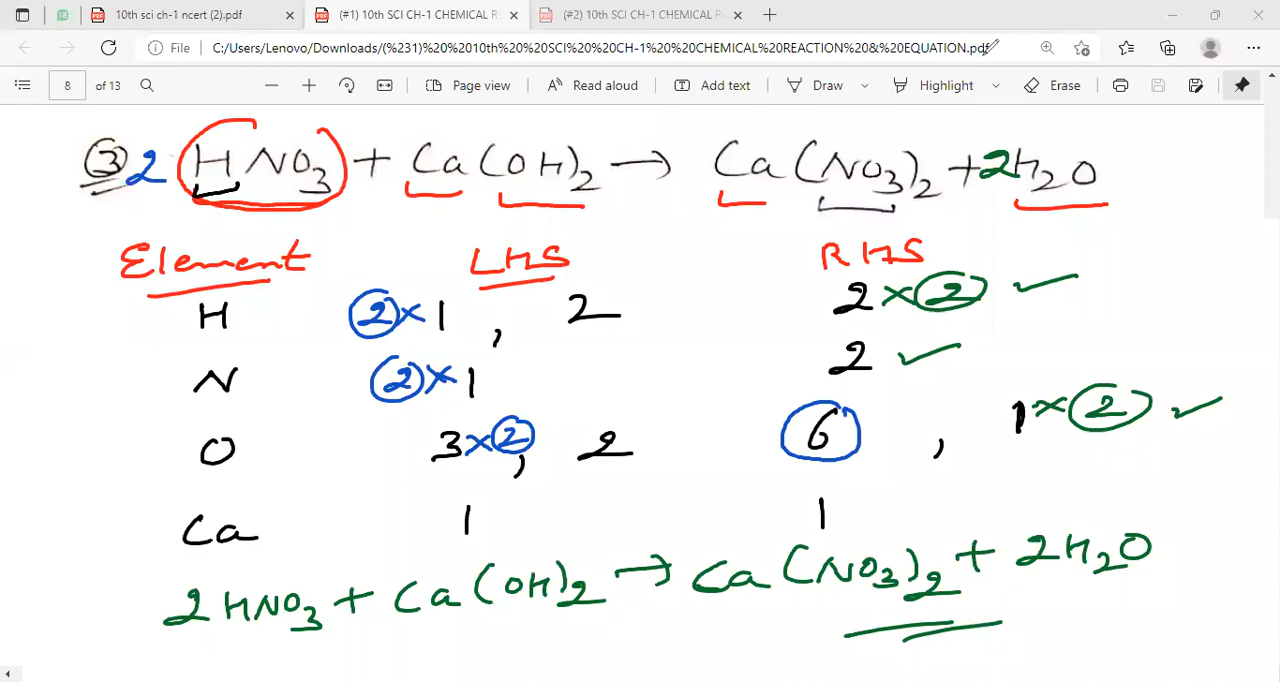 10th sci ch-1 ncert (2).pdf (#1) 10th SCI CH-1 CHEMICAL R (#2) 10th SCI CH-1 CHEMICAL R
File C:/Users/Lenovo/Downloads/(%231)%20%2010th%20%20SCI%20%20CH-1%20%20CHEMICAL%20REACTION%20&%20EQUATION.pdf
8 of 13 Page view Read aloud Add text Draw Highlight Erase
③ 2 HNO3 + Ca(OH)2 → Ca(NO3)2 + 2H2O
Element LHS RHS
H 2×1 , 2 2×2 ✓
N 2×1 2 ✓
O 3×2 , 2 6 , 1×2 ✓
Ca 1 1
2HNO3 + Ca(OH)2 → Ca(NO3)2 + 2H2O